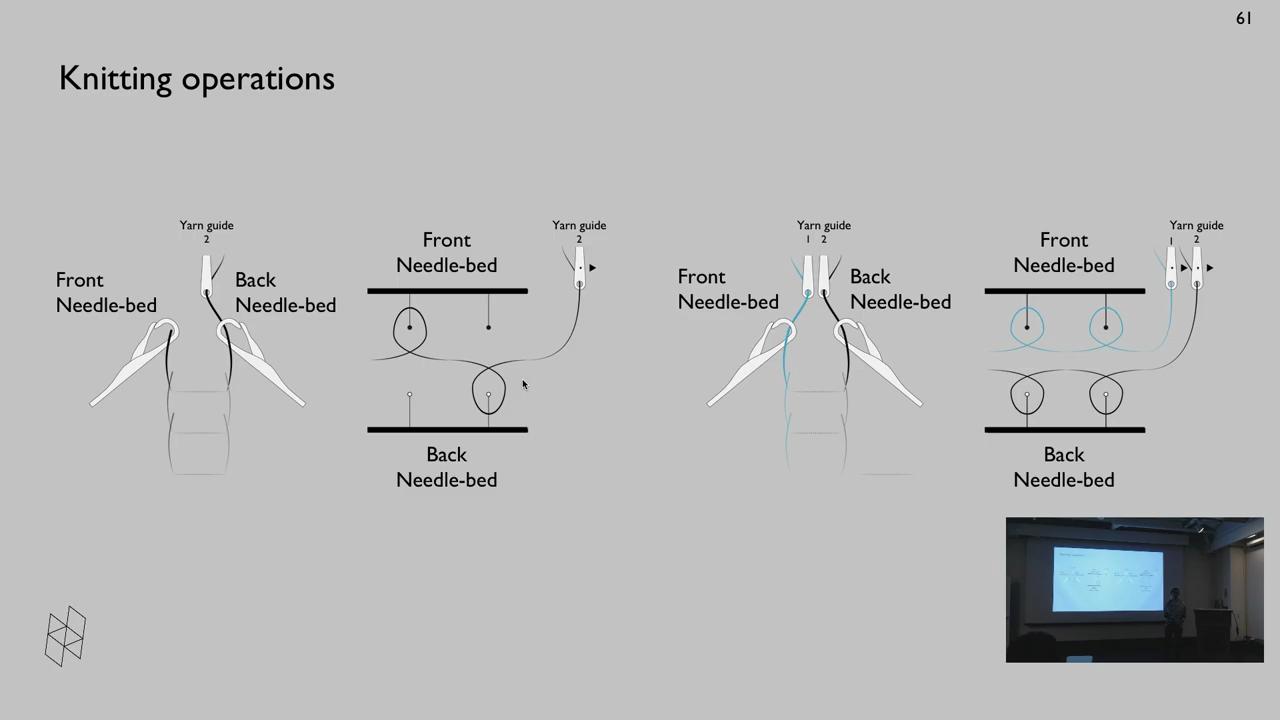 61
Knitting operations
Yarn guide
2
Front
Needle-bed
Back
Needle-bed
Front
Needle-bed
Yarn guide
2
Back
Needle-bed
Yarn guide
1 2
Front
Needle-bed
Back
Needle-bed
Front
Needle-bed
Yarn guide
1 2
Back
Needle-bed